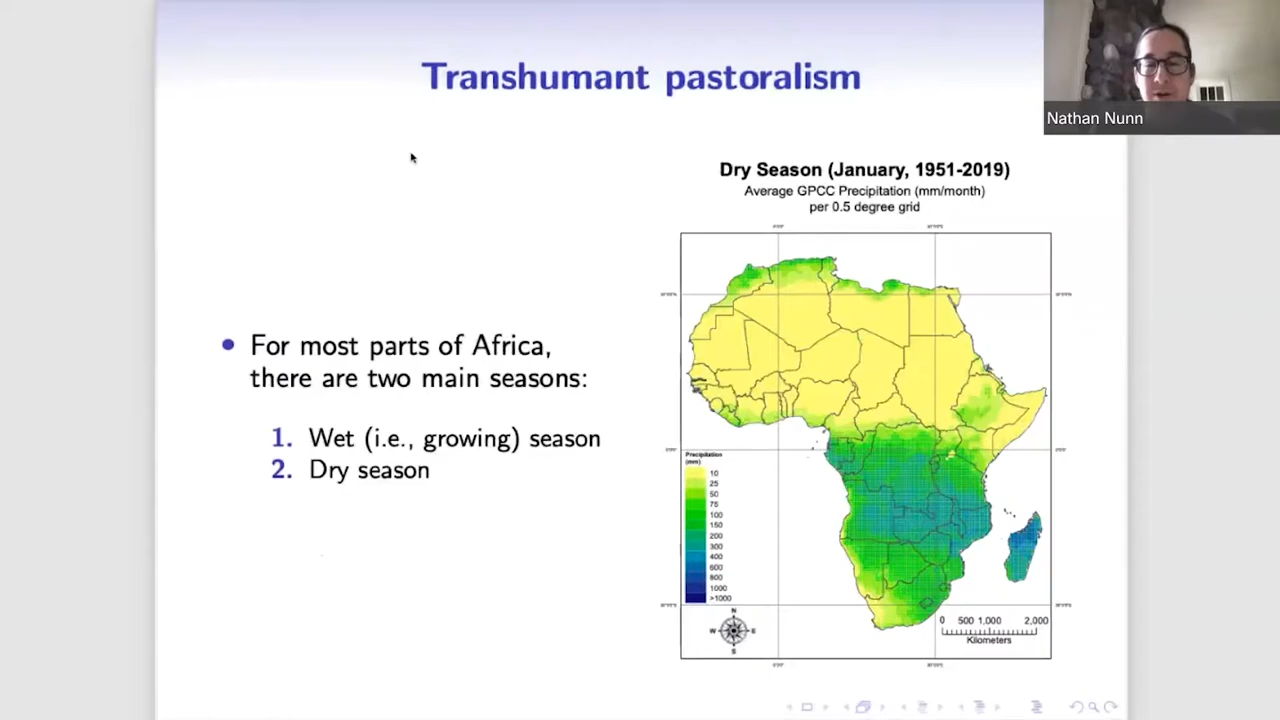 Transhumant pastoralism
Nathan Nunn
Dry Season (January, 1951-2019)
Average GPCC Precipitation (mm/month)
per 0.5 degree grid
• For most parts of Africa,
there are two main seasons:
1. Wet (i.e., growing) season
2. Dry season
Precipitation
(mm)
10
25
50
75
100
150
200
300
400
600
800
1000
>1000
N
W E
S
0 500 1,000 2,000
Kilometers